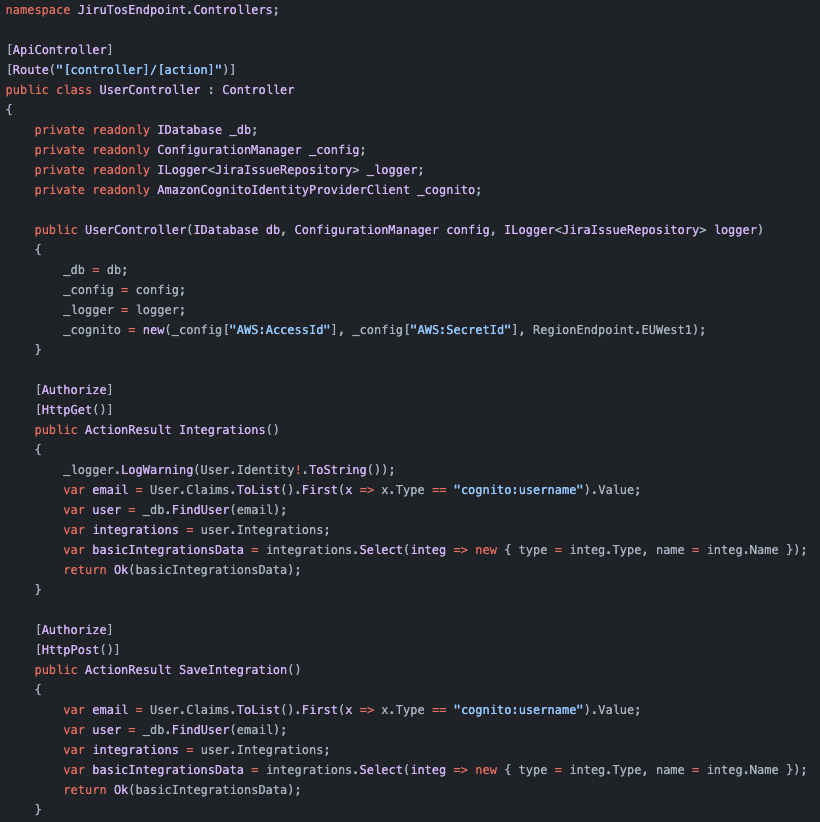 namespace JiruTosEndpoint.Controllers;
[ApiController]
[Route("[controller]/[action]")]
public class UserController : Controller
{
private readonly IDatabase _db;
private readonly ConfigurationManager _config;
private readonly ILogger<JiraIssueRepository> _logger;
private readonly AmazonCognitoIdentityProviderClient _cognito;
public UserController(IDatabase db, ConfigurationManager config, ILogger<JiraIssueRepository> logger)
{
_db = db;
_config = config;
_logger = logger;
_cognito = new(_config["AWS:AccessId"], _config["AWS:SecretId"], RegionEndpoint.EUWest1);
}
[Authorize]
[HttpGet()]
public ActionResult Integrations()
{
_logger.LogWarning(User.Identity!.ToString());
var email = User.Claims.ToList().First(x => x.Type == "cognito:username").Value;
var user = _db.FindUser(email);
var integrations = user.Integrations;
var basicIntegrationsData = integrations.Select(integ => new { type = integ.Type, name = integ.Name });
return Ok(basicIntegrationsData);
}
[Authorize]
[HttpPost()]
public ActionResult SaveIntegration()
{
var email = User.Claims.ToList().First(x => x.Type == "cognito:username").Value;
var user = _db.FindUser(email);
var integrations = user.Integrations;
var basicIntegrationsData = integrations.Select(integ => new { type = integ.Type, name = integ.Name });
return Ok(basicIntegrationsData);
}